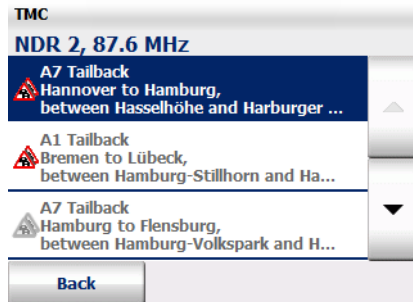 TMC
NDR 2, 87.6 MHz
A7 Tailback
Hannover to Hamburg,
between Hasselhöhe and Harburger ...
A1 Tailback
Bremen to Lübeck,
between Hamburg-Stillhorn and Ha...
A7 Tailback
Hamburg to Flensburg,
between Hamburg-Volkspark and H...
Back